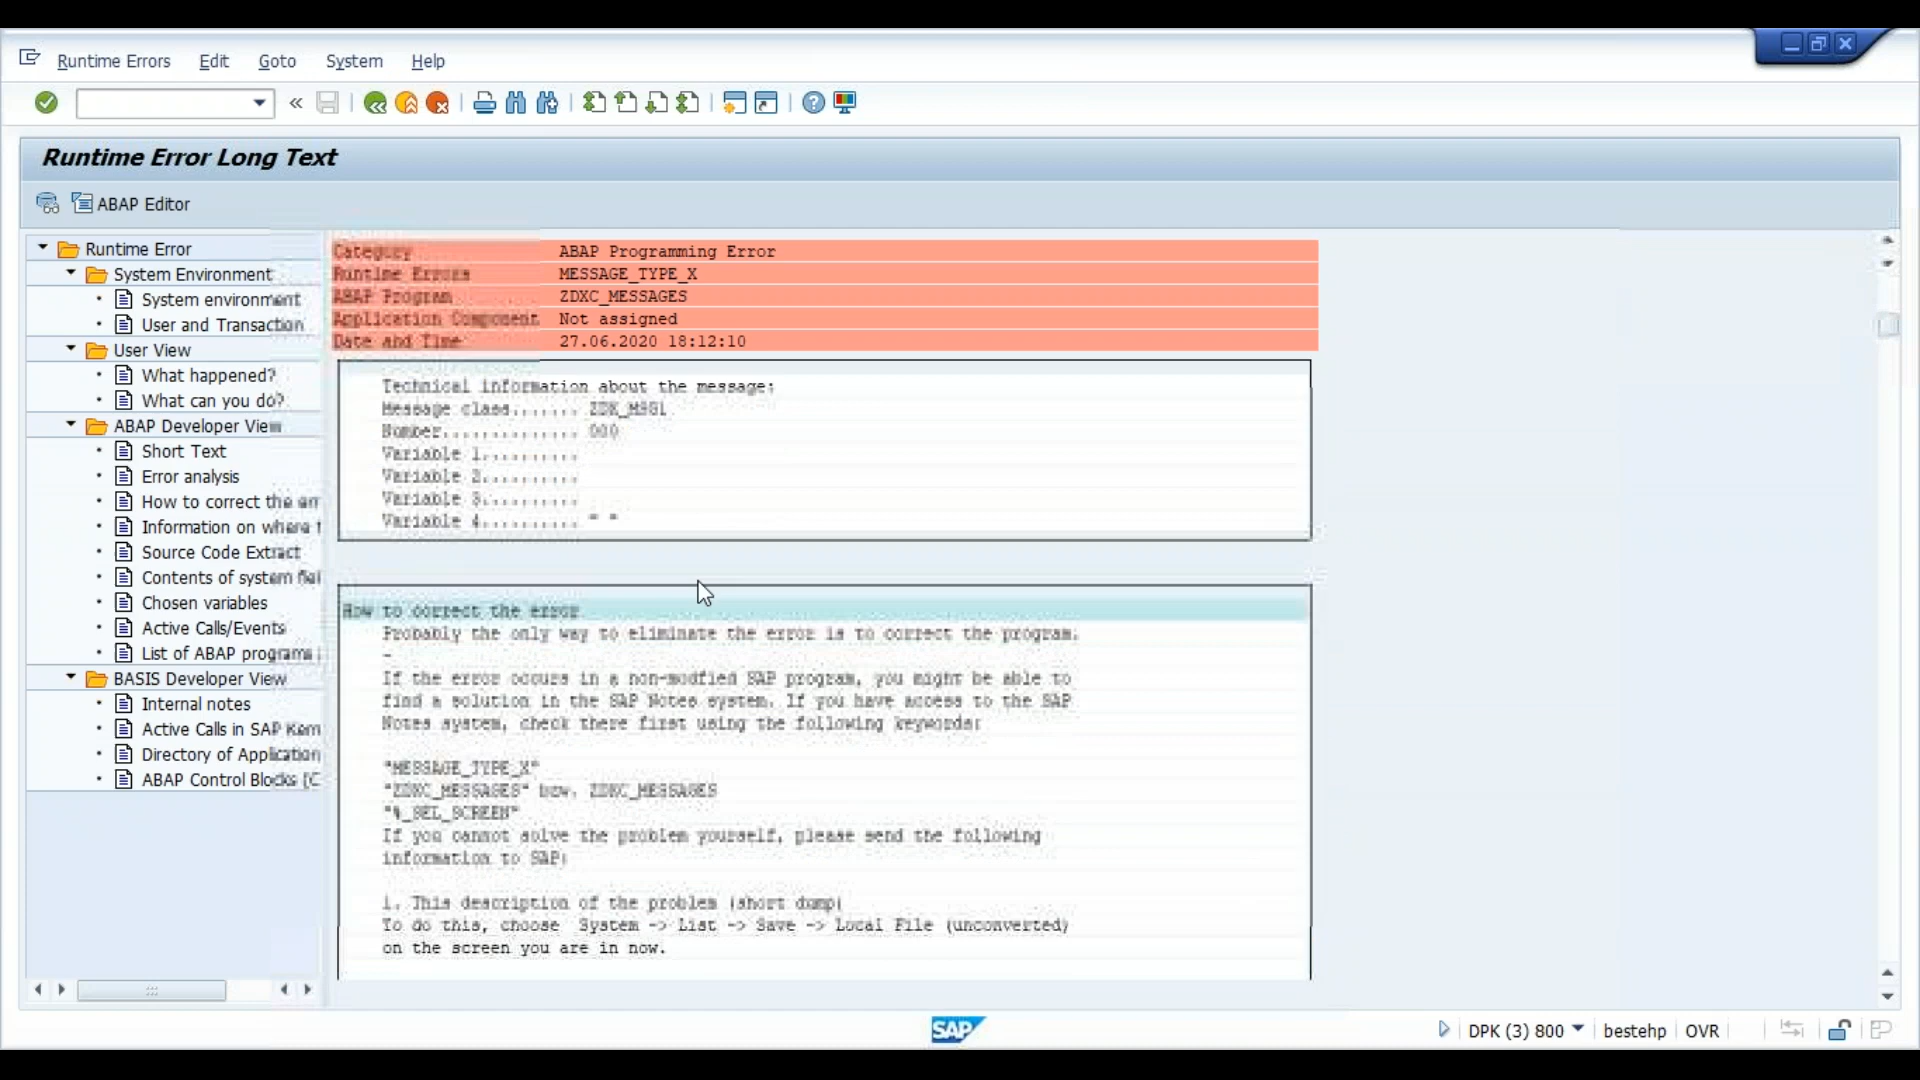 Runtime Errors Edit Goto System Help
Runtime Error Long Text
ABAP Editor
Runtime Error
System Environment
System environment
User and Transaction
User View
What happened?
What can you do?
ABAP Developer View
Short Text
Error analysis
How to correct the err
Information on where t
Source Code Extract
Contents of system fiel
Chosen variables
Active Calls/Events
List of ABAP programs
BASIS Developer View
Internal notes
Active Calls in SAP Kern
Directory of Application
ABAP Control Blocks (C
Category ABAP Programming Error
Runtime Errors MESSAGE_TYPE_X
ABAP Program ZDXC_MESSAGES
Application Component Not assigned
Date and Time 27.06.2020 18:12:10
Technical information about the message:
Message class....... ZDK_MSG1
Number.............. 000
Variable 1..........
Variable 2..........
Variable 3..........
Variable 4.......... " "
How to correct the error
Probably the only way to eliminate the error is to correct the program.
-
If the error occurs in a non-modfied SAP program, you might be able to
find a solution in the SAP Notes system. If you have access to the SAP
Notes system, check there first using the following keywords:
"MESSAGE_TYPE_X"
"ZDXC_MESSAGES" bzw. ZDXC_MESSAGES
"%_SEL_SCREEN"
If you cannot solve the problem yourself, please send the following
information to SAP:
1. This description of the problem (short dump(
To do this, choose System -> List -> Save -> Local File (unconverted)
on the screen you are in now.
SAP
DPK (3) 800 bestehp OVR